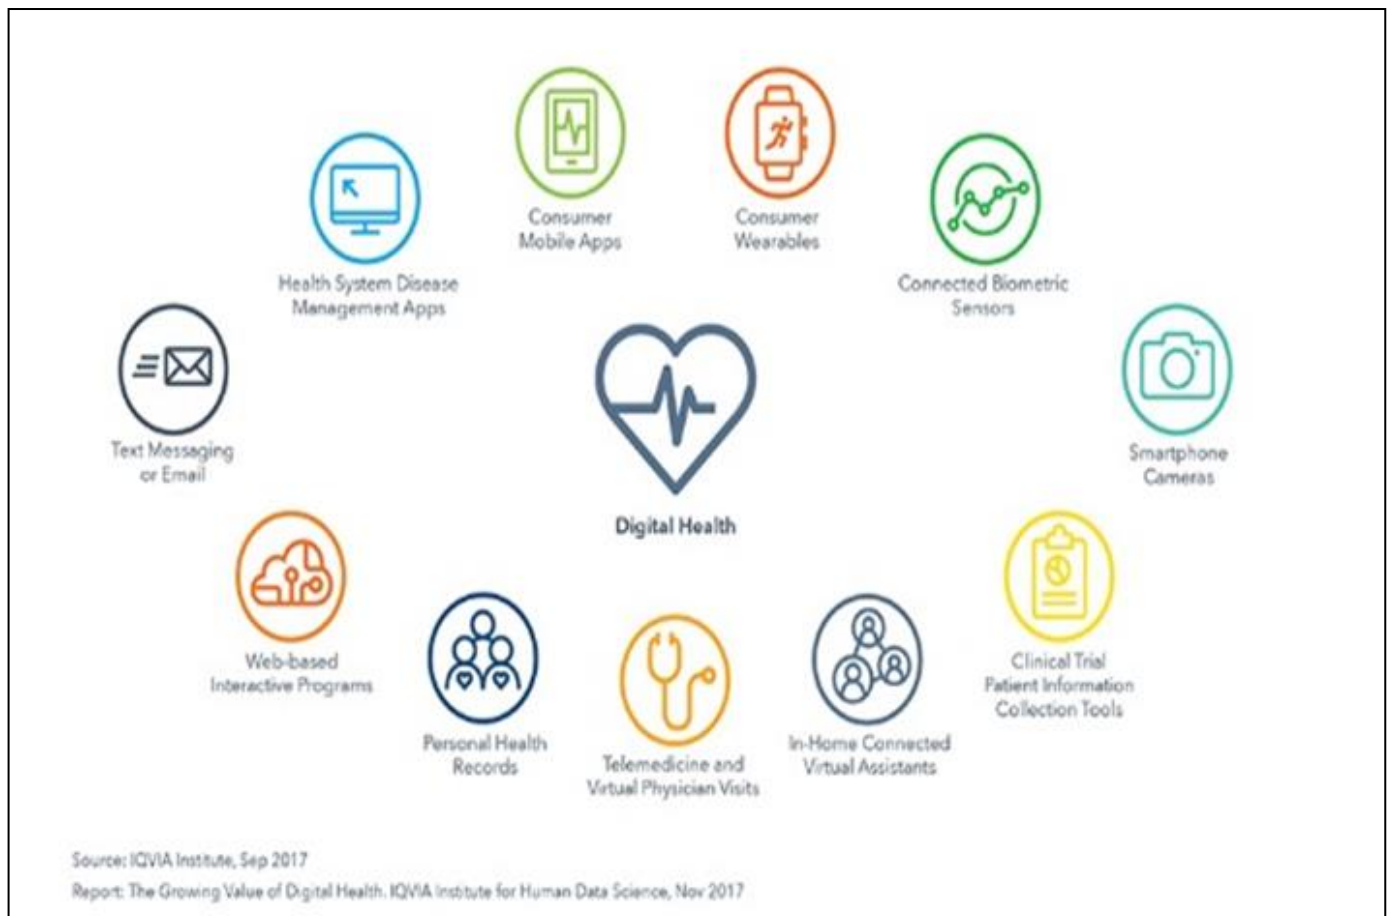 Consumer
Mobile Apps
Consumer
Wearables
Health System Disease
Management Apps
Connected Biometric
Sensors
Text Messaging
or Email
Smartphone
Cameras
Digital Health
Web-based
Interactive Programs
Clinical Trial
Patient Information
Collection Tools
Personal Health
Records
Telemedicine and
Virtual Physician Visits
In-Home Connected
Virtual Assistants
Source: IQVIA Institute, Sep 2017
Report: The Growing Value of Digital Health. IQVIA Institute for Human Data Science, Nov 2017